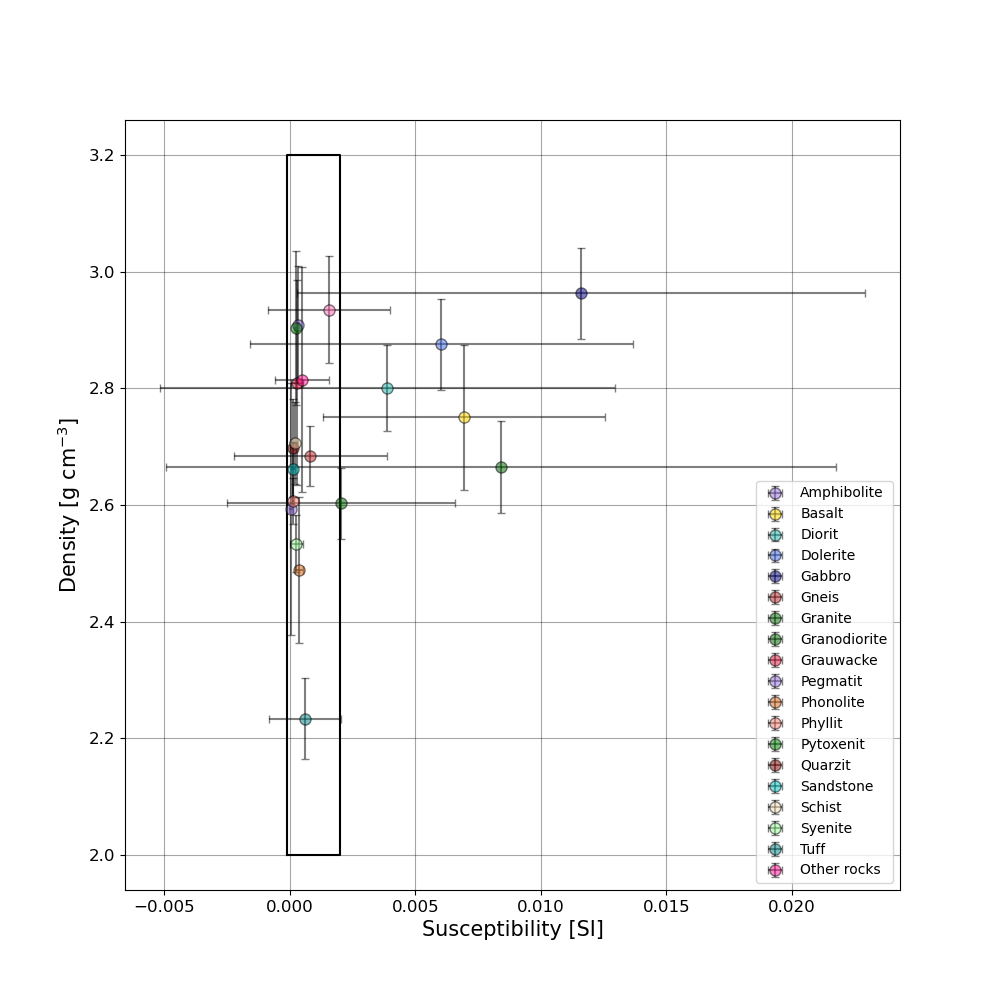 3.2
3.0
2.8
2.6
2.4
2.2
2.0
Density [g cm⁻³]
Amphibolite
Basalt
Diorit
Dolerite
Gabbro
Gneis
Granite
Granodiorite
Grauwacke
Pegmatit
Phonolite
Phyllit
Pytoxenit
Quarzit
Sandstone
Schist
Syenite
Tuff
Other rocks
−0.005 0.000 0.005 0.010 0.015 0.020
Susceptibility [SI]